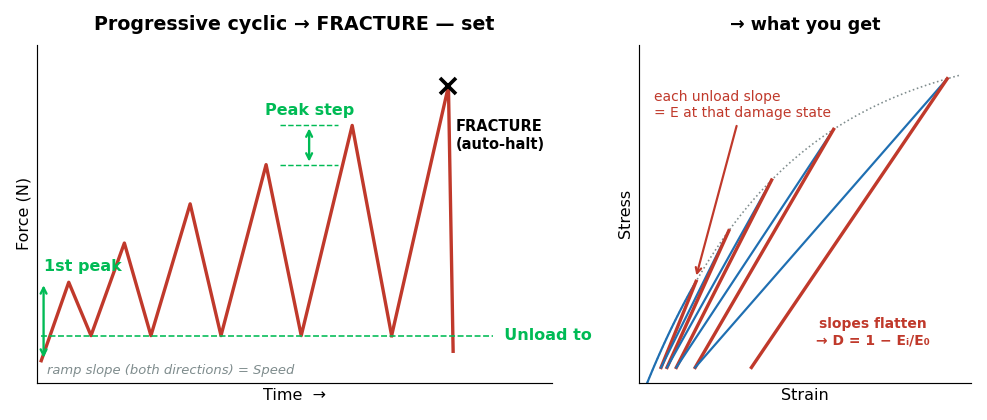 Progressive cyclic → FRACTURE — set
→ what you get
Peak step
FRACTURE
(auto-halt)
1st peak
Unload to
ramp slope (both directions) = Speed
Force (N)
Time →
each unload slope
= E at that damage state
slopes flatten
→ D = 1 − Eᵢ/E₀
Stress
Strain